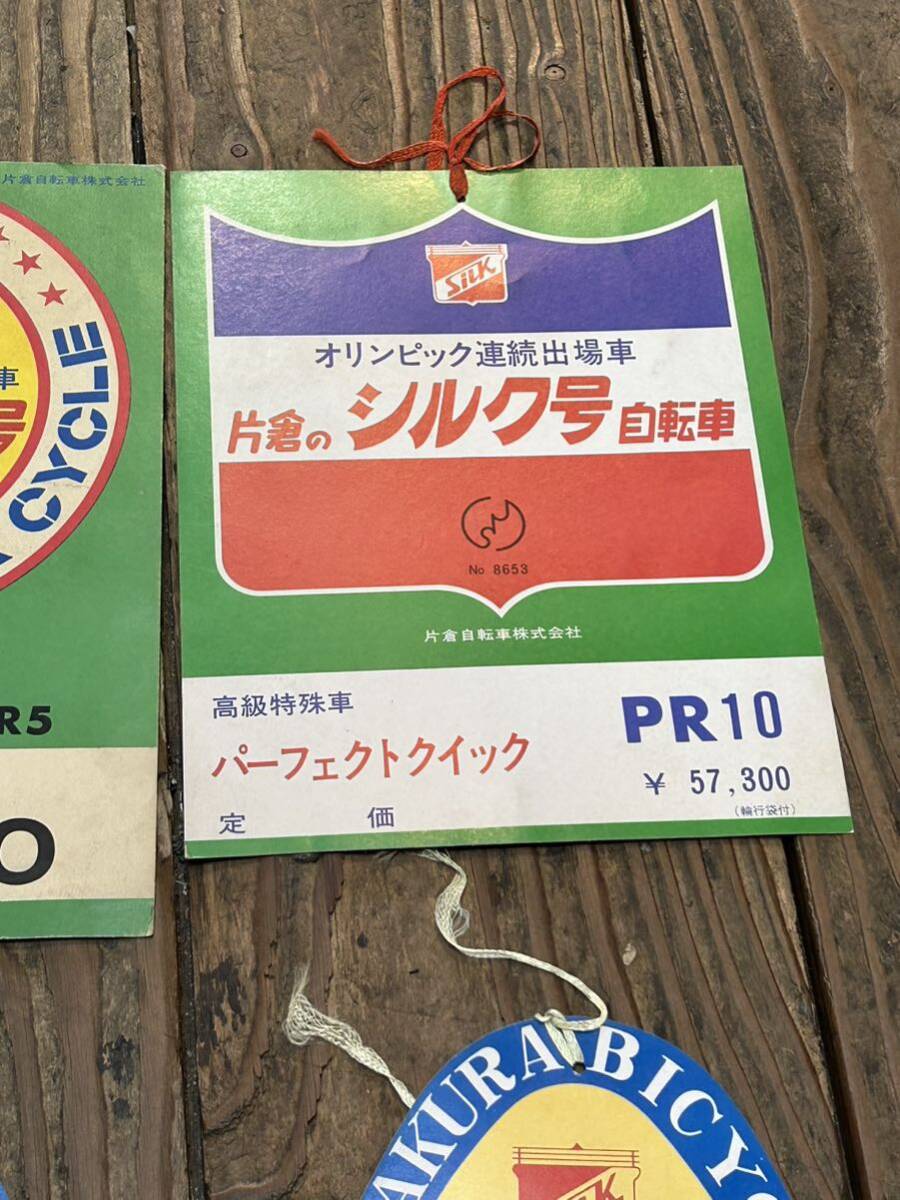 片倉自転車株式会社
車
号
CYCLE
R5
0
SILK
オリンピック連続出場車
片倉の シルク号 自転車
No 8653
片倉自転車株式会社
高級特殊車
PR10
パーフェクトクイック
¥ 57,300
定 価
(輪行袋付)
AKURA BICYC
SILK